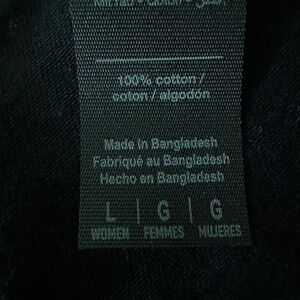 100% cotton /
coton / algodón
Made in Bangladesh
Fabriqué au Bangladesh
Hecho en Bangladesh
L | G | G
WOMEN | FEMMES | MUJERES